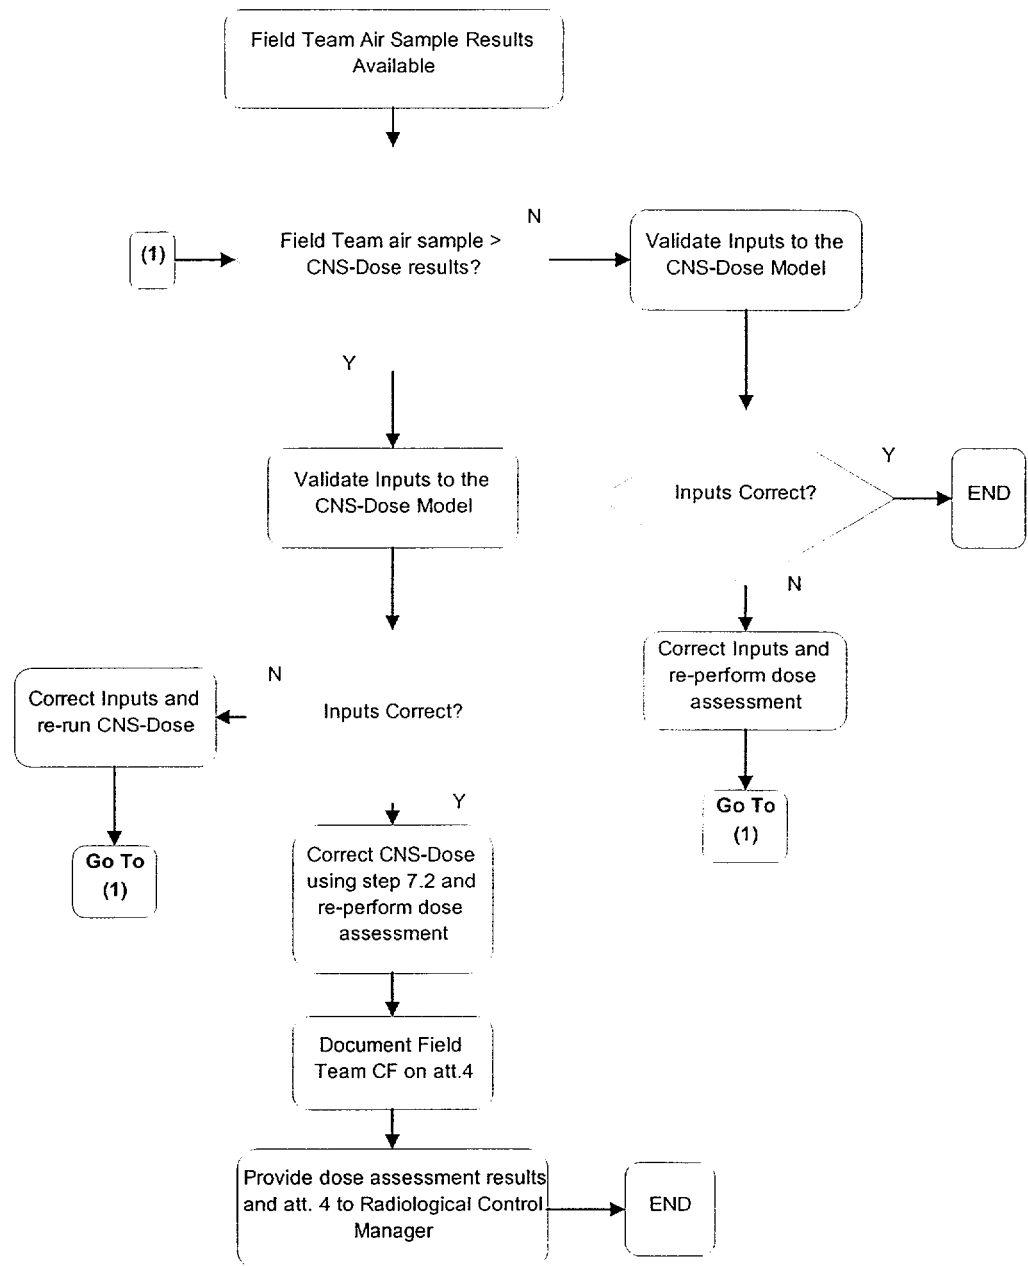 Field Team Air Sample Results
Available
N
(1)
Field Team air sample >
CNS-Dose results?
Validate Inputs to the
CNS-Dose Model
Y
Validate Inputs to the
CNS-Dose Model
Inputs Correct?
Y
END
N
Correct Inputs and
re-perform dose
assessment
Go To
(1)
N
Correct Inputs and
re-run CNS-Dose
Inputs Correct?
Go To
(1)
Y
Correct CNS-Dose
using step 7.2 and
re-perform dose
assessment
Document Field
Team CF on att.4
Provide dose assessment results
and att. 4 to Radiological Control
Manager
END